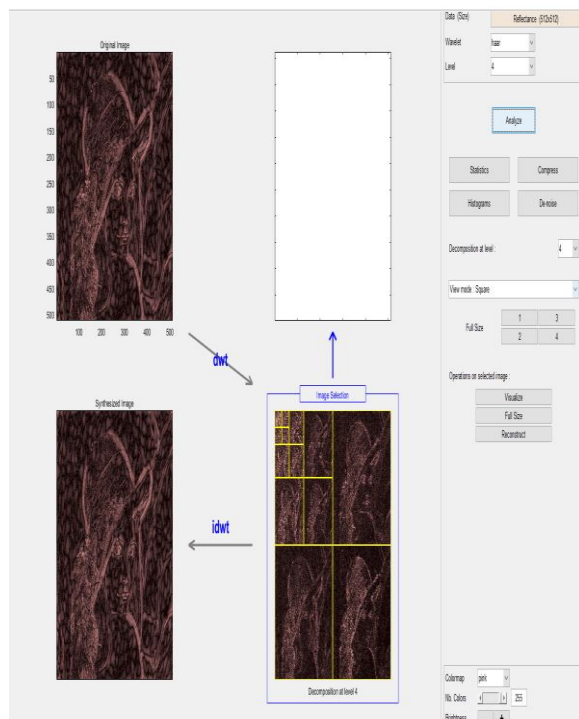 Original Image
50
100
150
200
250
300
350
400
450
500
100 200 300 400 500
dwt
Synthesized Image
idwt
Image Selection
Decomposition at level 4
Data (Size) Reflectance (512x512)
Wavelet haar
Level 4
Analyze
Statistics Compress
Histograms De-noise
Decomposition at level : 4
View mode : Square
Full Size 1 3
2 4
Operations on selected image :
Visualize
Full Size
Reconstruct
Colormap pink
Nb. Colors 255
Brightness - +